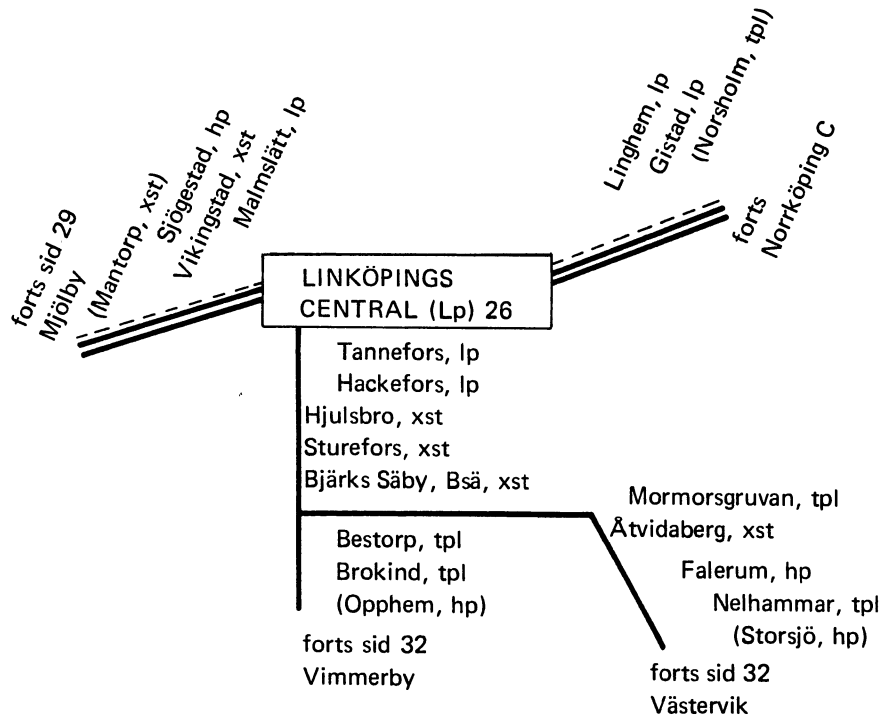 forts sid 29
Mjölby
(Mantorp, xst)
Sjögestad, hp
Vikingstad, xst
Malmslätt, lp
Linghem, lp
Gistad, lp
(Norsholm, tpl)
forts
Norrköping C
LINKÖPINGS
CENTRAL (Lp) 26
Tannefors, lp
Hackefors, lp
Hjulsbro, xst
Sturefors, xst
Bjärks Säby, Bsä, xst
Mormorsgruvan, tpl
Åtvidaberg, xst
Falerum, hp
Nelhammar, tpl
(Storsjö, hp)
forts sid 32
Västervik
Bestorp, tpl
Brokind, tpl
(Opphem, hp)
forts sid 32
Vimmerby